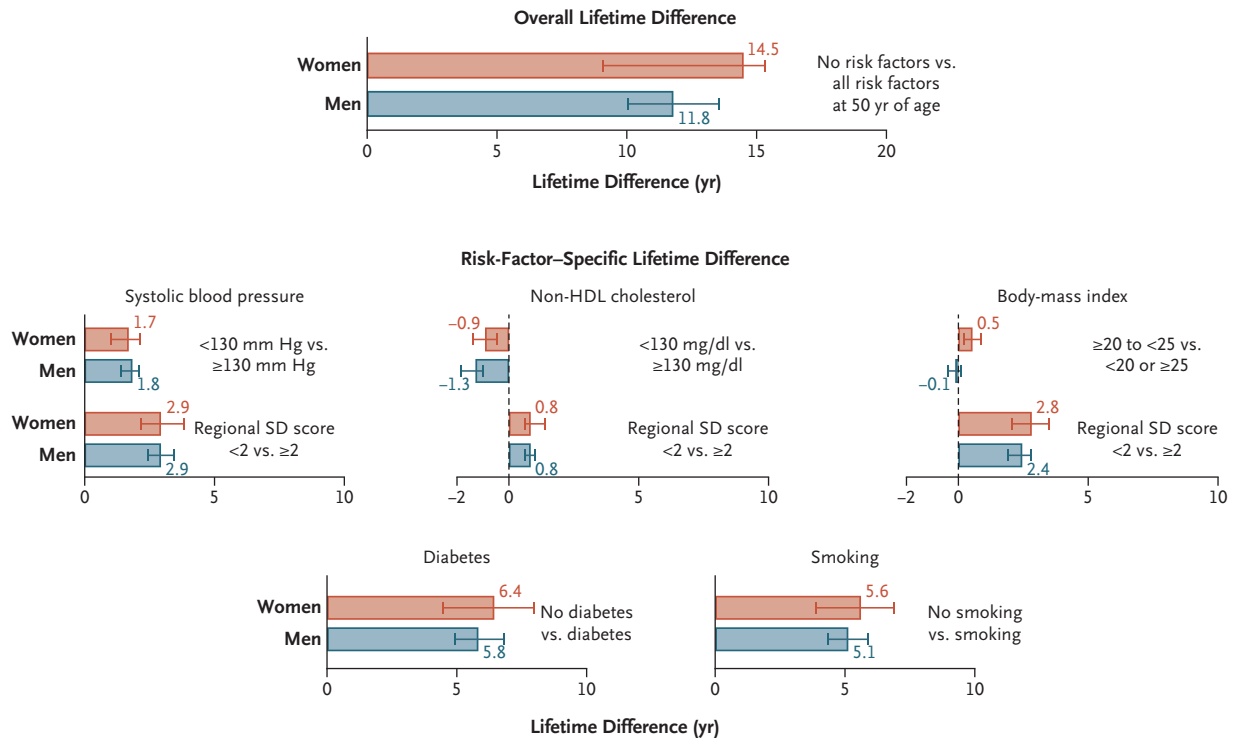 Overall Lifetime Difference
Women
14.5
Men
11.8
No risk factors vs.
all risk factors
at 50 yr of age
0 5 10 15 20
Lifetime Difference (yr)
Risk-Factor–Specific Lifetime Difference
Systolic blood pressure
Women
1.7
Men
1.8
<130 mm Hg vs.
≥130 mm Hg
Women
2.9
Men
2.9
Regional SD score
<2 vs. ≥2
0 5 10
Non-HDL cholesterol
–0.9
–1.3
<130 mg/dl vs.
≥130 mg/dl
0.8
0.8
Regional SD score
<2 vs. ≥2
–2 0 5 10
Body-mass index
0.5
–0.1
≥20 to <25 vs.
<20 or ≥25
2.8
2.4
Regional SD score
<2 vs. ≥2
–2 0 5 10
Diabetes
Women
6.4
Men
5.8
No diabetes
vs. diabetes
0 5 10
Smoking
5.6
5.1
No smoking
vs. smoking
0 5 10
Lifetime Difference (yr)